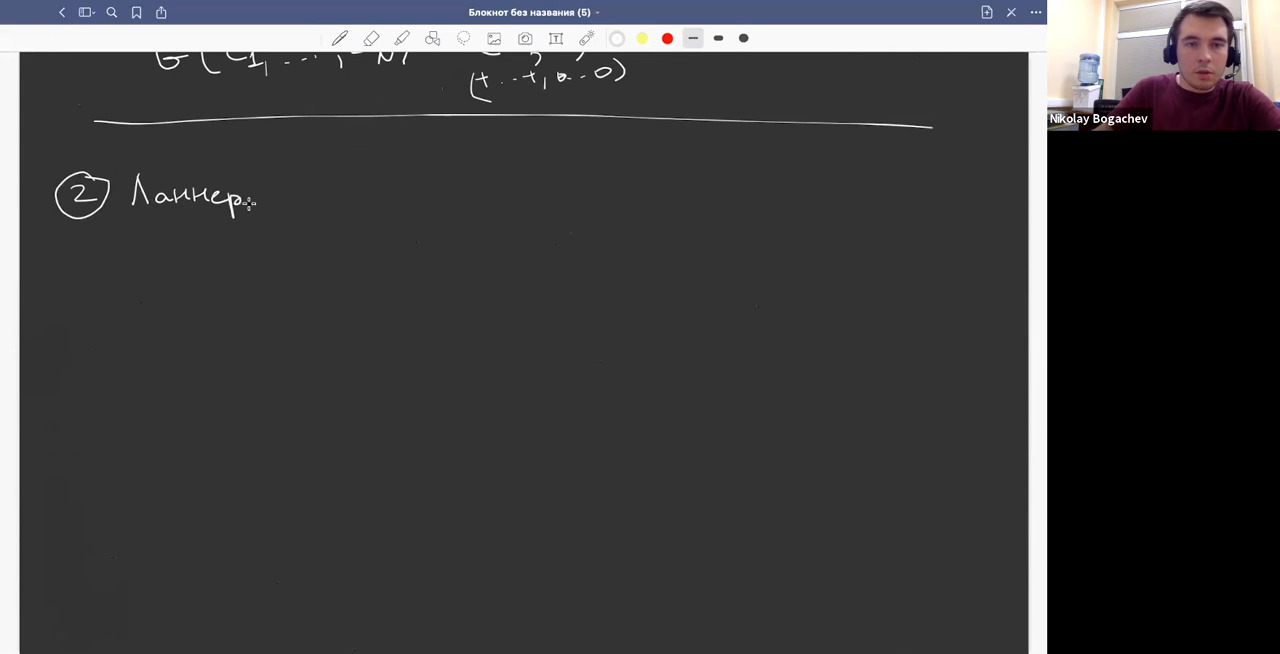 Блокнот без названия (5)
Nikolay Bogachev
(+ ...+, 0...0)
2 Ланнер